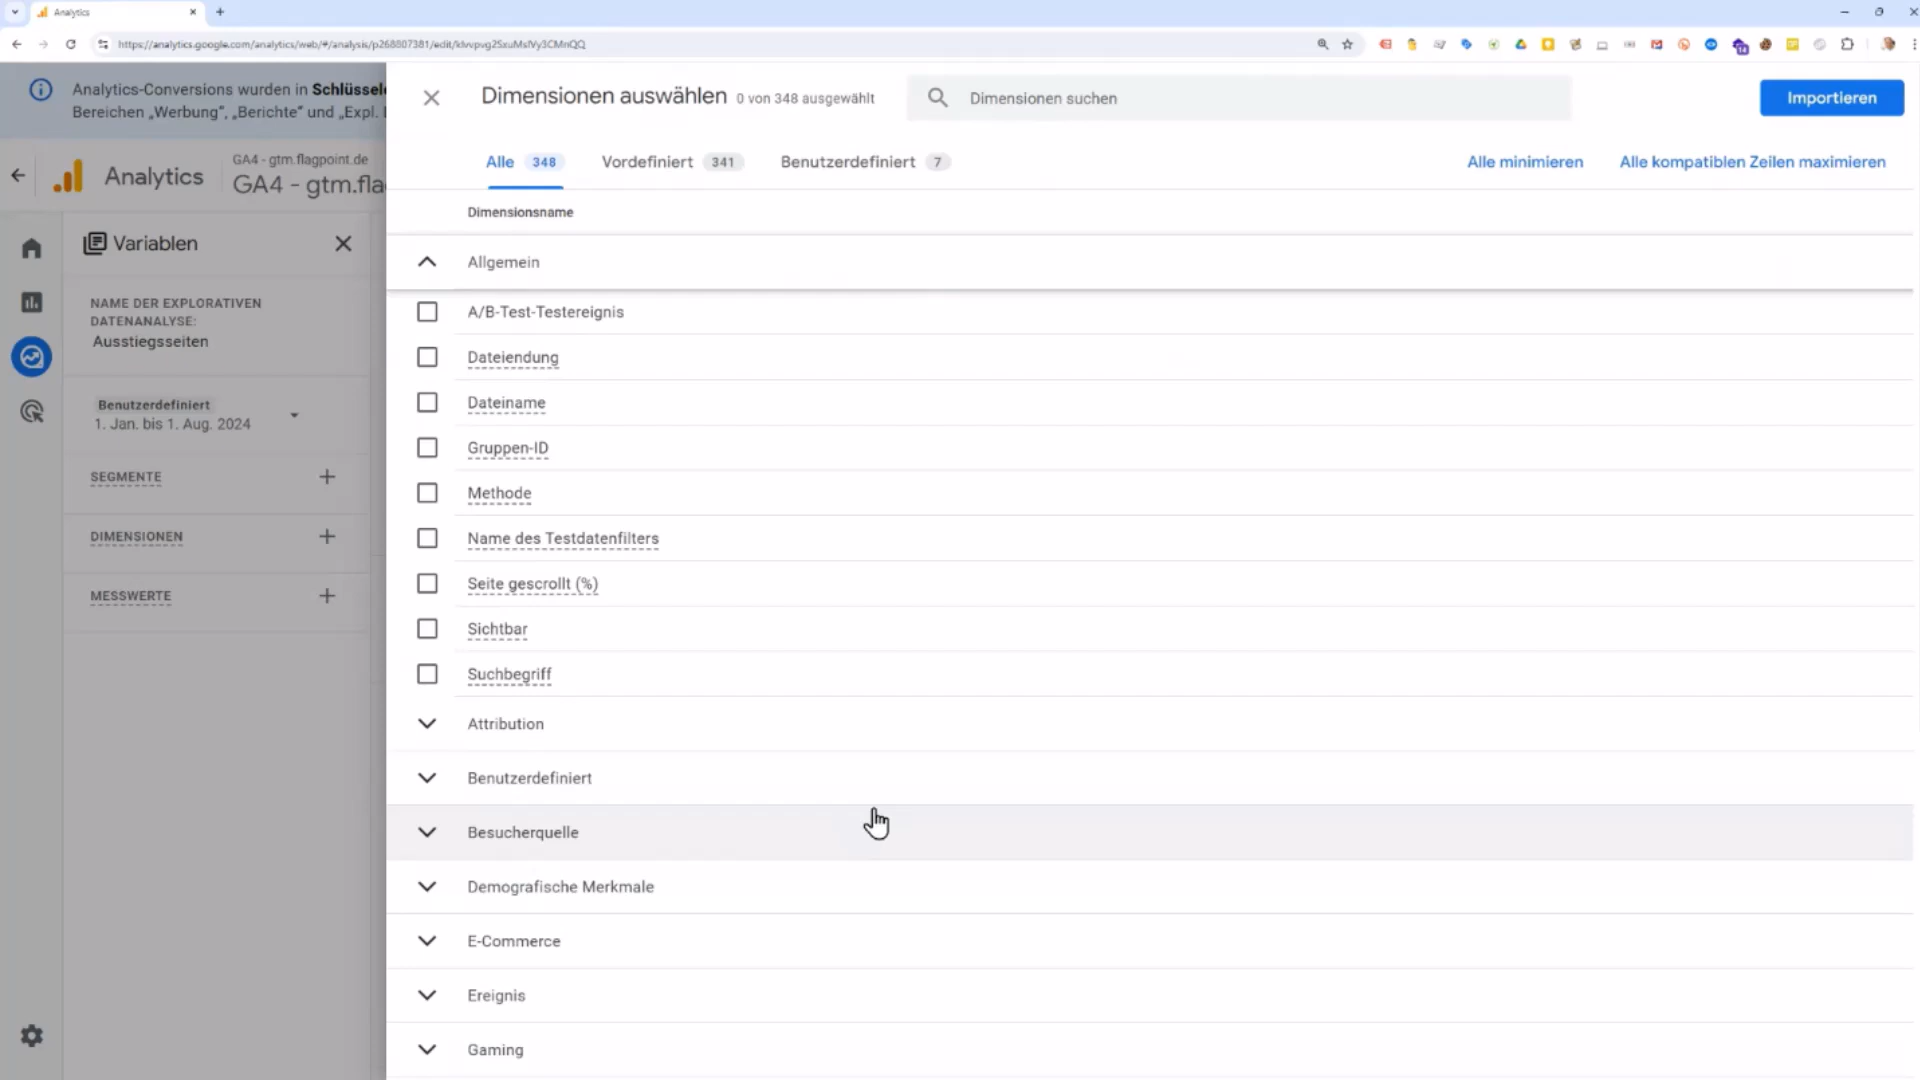 Analytics
https://analytics.google.com/analytics/web/#/analysis/p268807381/edit/
Analytics-Conversions wurden in Schlüssele
Bereichen „Werbung“, „Berichte“ und „Expl. 
Dimensionen auswählen 0 von 348 ausgewählt
Dimensionen suchen
Importieren
Analytics
GA4 - gtm.flagpoint.de
GA4 - gtm.fla
Alle 348
Vordefiniert 341
Benutzerdefiniert 7
Alle minimieren
Alle kompatiblen Zeilen maximieren
Dimensionsname
Variablen
NAME DER EXPLORATIVEN
DATENANALYSE:
Ausstiegsseiten
Benutzerdefiniert
1. Jan. bis 1. Aug. 2024
SEGMENTE
DIMENSIONEN
MESSWERTE
Allgemein
A/B-Test-Testereignis
Dateiendung
Dateiname
Gruppen-ID
Methode
Name des Testdatenfilters
Seite gescrollt (%)
Sichtbar
Suchbegriff
Attribution
Benutzerdefiniert
Besucherquelle
Demografische Merkmale
E-Commerce
Ereignis
Gaming